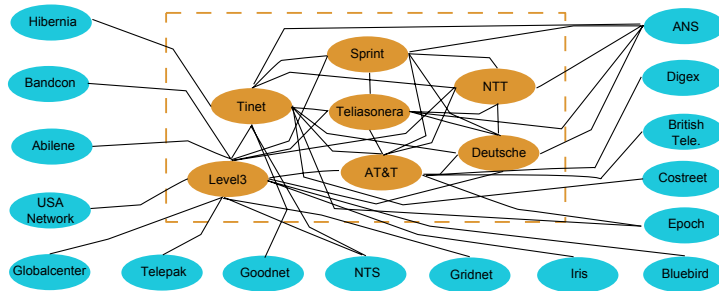 Hibernia
ANS
Sprint
Bandcon
NTT
Digex
Tinet
Teliasonera
British
Tele.
Abilene
Deutsche
AT&T
Level3
Costreet
USA
Network
Epoch
Globalcenter
Telepak
Goodnet
NTS
Gridnet
Iris
Bluebird